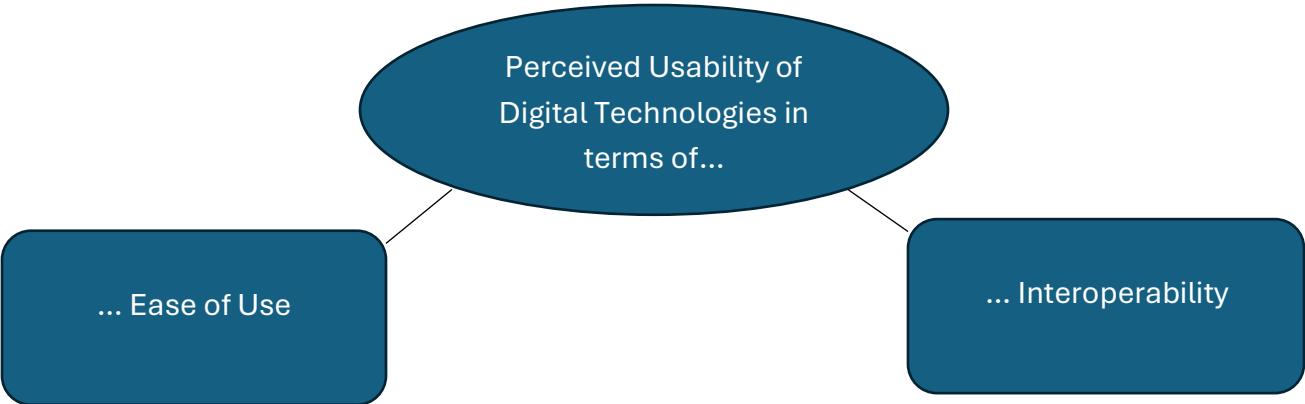 Perceived Usability of
Digital Technologies in
terms of...
... Ease of Use
... Interoperability